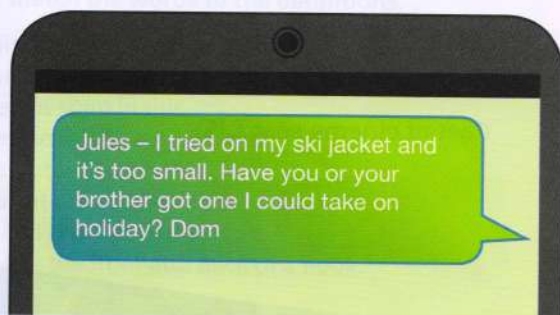 Jules – I tried on my ski jacket and
it's too small. Have you or your
brother got one I could take on
holiday? Dom